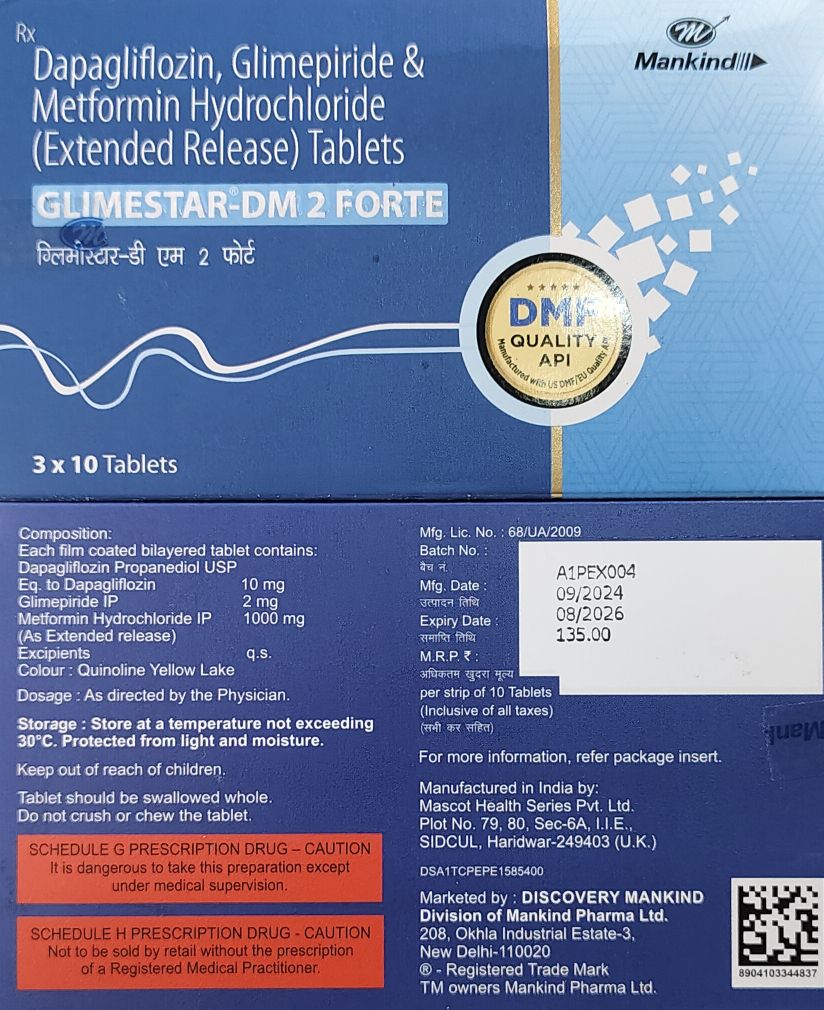 Rx
Dapagliflozin, Glimepiride &
Metformin Hydrochloride
(Extended Release) Tablets
GLIMESTAR®-DM 2 FORTE
ग्लिमीस्टार-डी एम 2 फोर्ट
3 x 10 Tablets
Mankind
DMF
QUALITY
API
Manufactured with US DMF/EU Quality
Composition:
Each film coated bilayered tablet contains:
Dapagliflozin Propanediol USP
Eq. to Dapagliflozin 10 mg
Glimepiride IP 2 mg
Metformin Hydrochloride IP 1000 mg
(As Extended release)
Excipients q.s.
Colour : Quinoline Yellow Lake
Dosage : As directed by the Physician.
Storage : Store at a temperature not exceeding
30°C. Protected from light and moisture.
Keep out of reach of children.
Tablet should be swallowed whole.
Do not crush or chew the tablet.
SCHEDULE G PRESCRIPTION DRUG – CAUTION
It is dangerous to take this preparation except
under medical supervision.
SCHEDULE H PRESCRIPTION DRUG - CAUTION
Not to be sold by retail without the prescription
of a Registered Medical Practitioner.
Mfg. Lic. No. : 68/UA/2009
Batch No. : A1PEX004
बैच नं.
Mfg. Date : 09/2024
उत्पादन तिथि
Expiry Date : 08/2026
समाप्ति तिथि
M.R.P. ₹ : 135.00
अधिकतम खुदरा मूल्य
per strip of 10 Tablets
(Inclusive of all taxes)
(सभी कर सहित)
For more information, refer package insert.
Manufactured in India by:
Mascot Health Series Pvt. Ltd.
Plot No. 79, 80, Sec-6A, I.I.E.,
SIDCUL, Haridwar-249403 (U.K.)
DSA1TCPEPE1585400
Marketed by : DISCOVERY MANKIND
Division of Mankind Pharma Ltd.
208, Okhla Industrial Estate-3,
New Delhi-110020
® - Registered Trade Mark
TM owners Mankind Pharma Ltd.
8904103344837